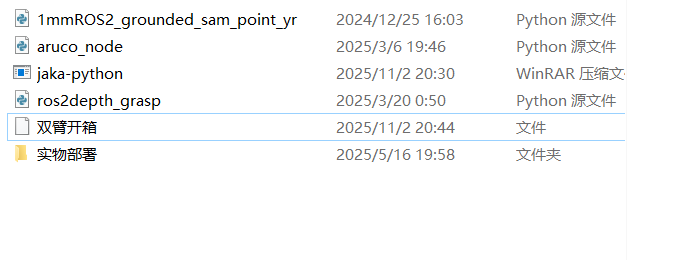 1mmROS2_grounded_sam_point_yr 2024/12/25 16:03 Python 源文件
aruco_node 2025/3/6 19:46 Python 源文件
jaka-python 2025/11/2 20:30 WinRAR 压缩文
ros2depth_grasp 2025/3/20 0:50 Python 源文件
双臂开箱 2025/11/2 20:44 文件
实物部署 2025/5/16 19:58 文件夹